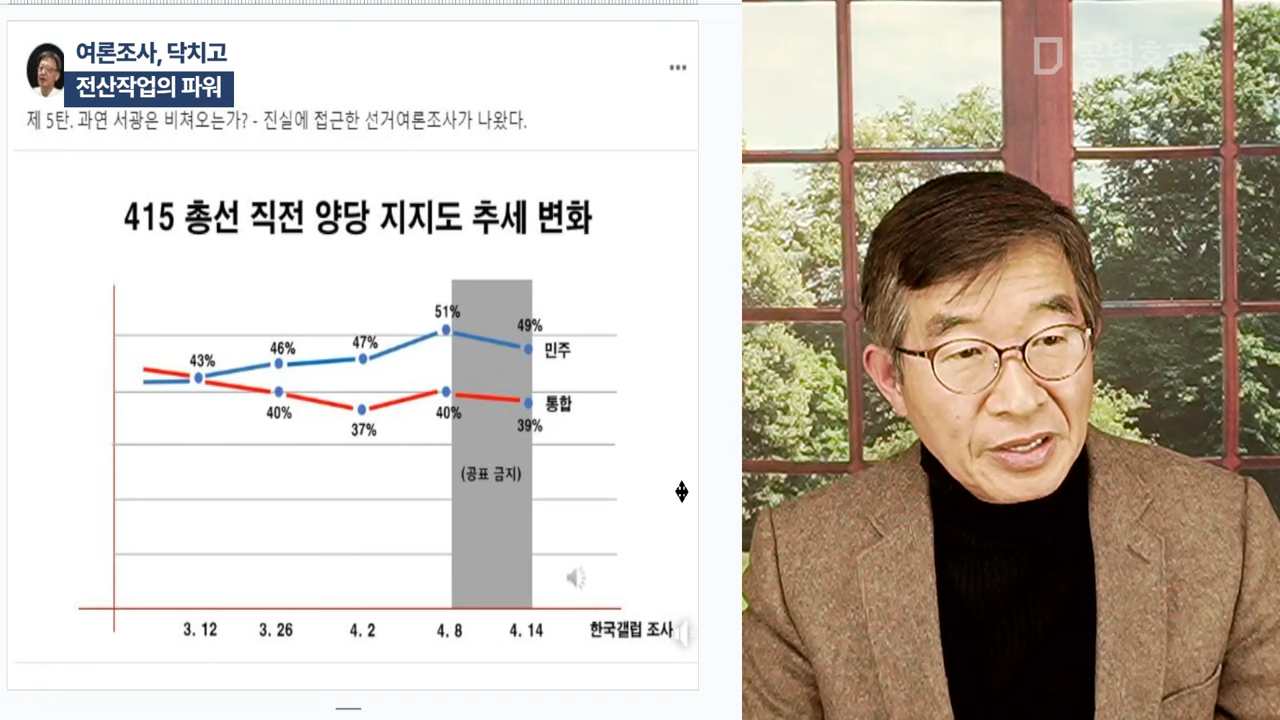 여론조사, 닥치고
전산작업의 파워
제 5탄. 과연 서광은 비쳐오는가? - 진실에 접근한 선거여론조사가 나왔다.
415 총선 직전 양당 지지도 추세 변화
51%
49%
43%
46%
47%
민주
40%
37%
40%
39%
통합
(공표 금지)
3. 12
3. 26
4. 2
4. 8
4. 14
한국갤럽 조사